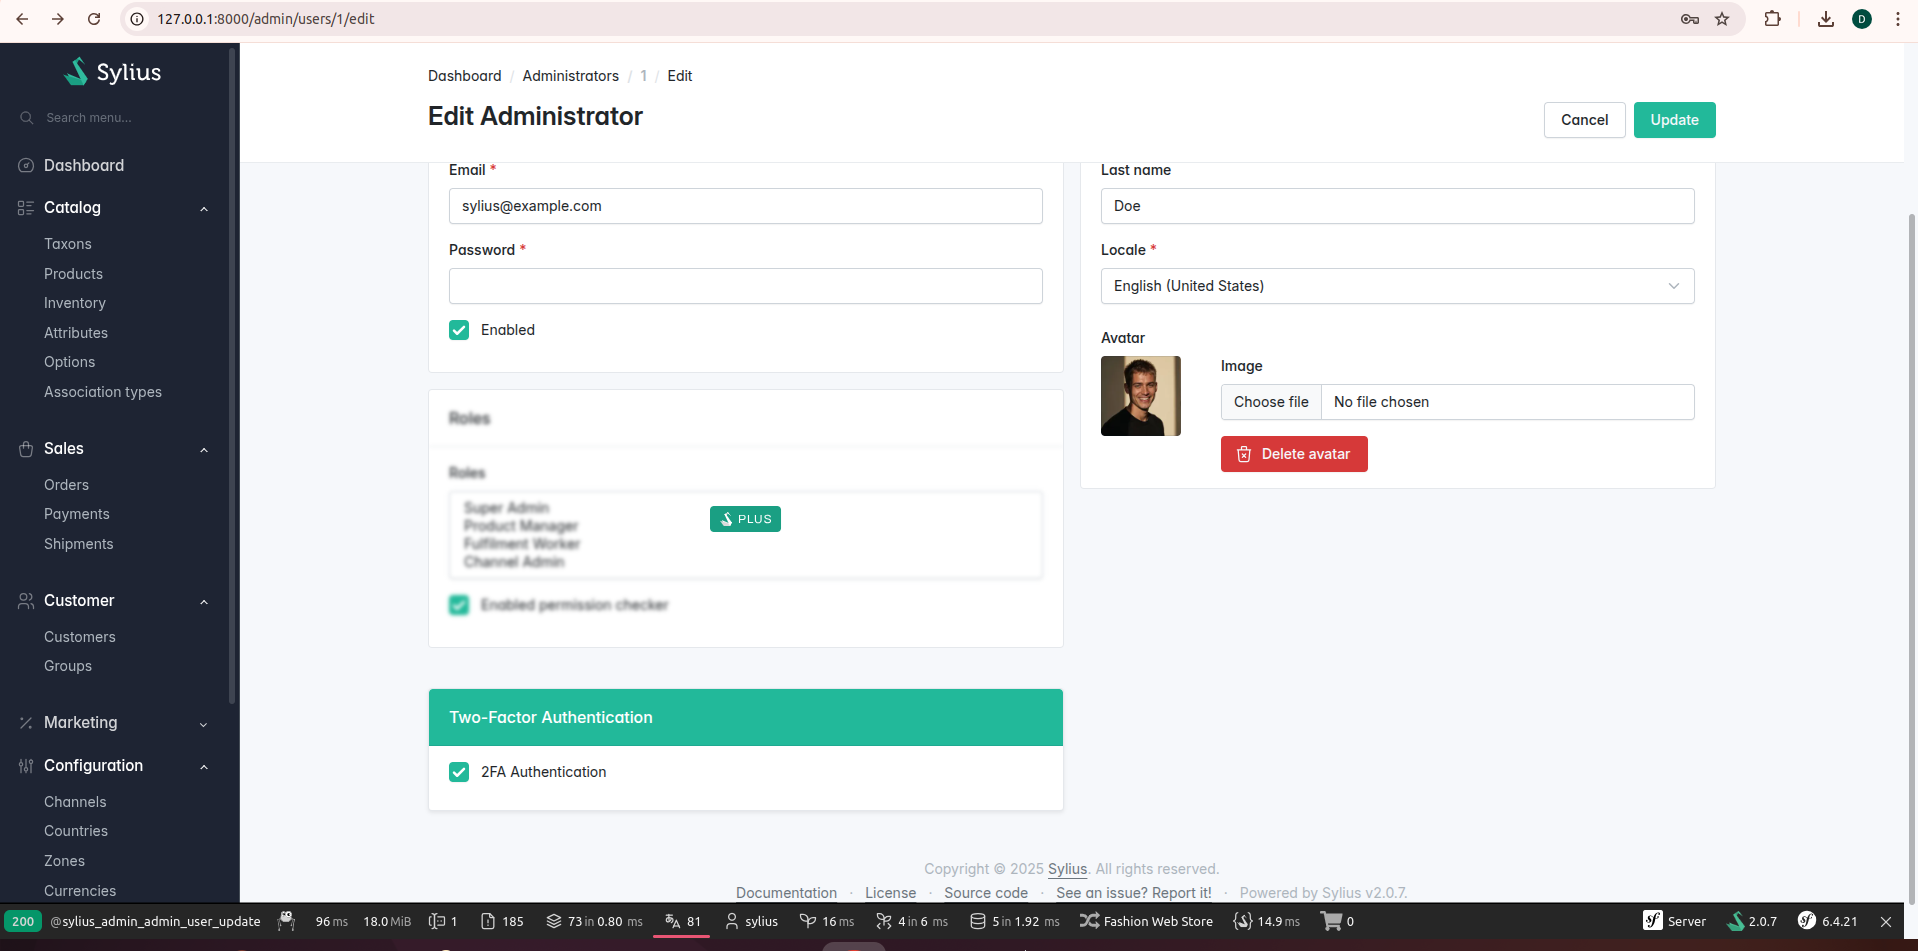 127.0.0.1:8000/admin/users/1/edit
D
Sylius
Search menu...
Dashboard
Catalog
Taxons
Products
Inventory
Attributes
Options
Association types
Sales
Orders
Payments
Shipments
Customer
Customers
Groups
Marketing
Configuration
Channels
Countries
Zones
Currencies
Dashboard / Administrators / 1 / Edit
Edit Administrator
Cancel
Update
Email *
sylius@example.com
Password *
Enabled
Roles
Roles
Super Admin
Product Manager
Fulfilment Worker
Channel Admin
PLUS
Enabled permission checker
Two-Factor Authentication
2FA Authentication
Last name
Doe
Locale *
English (United States)
Avatar
Image
Choose file No file chosen
Delete avatar
Copyright © 2025 Sylius. All rights reserved.
Documentation · License · Source code · See an issue? Report it! · Powered by Sylius v2.0.7.
200 @sylius_admin_admin_user_update 96 ms 18.0 MiB 1 185 73 in 0.80 ms 81 sylius 16 ms 4 in 6 ms 5 in 1.92 ms Fashion Web Store 14.9 ms 0 Server 2.0.7 6.4.21